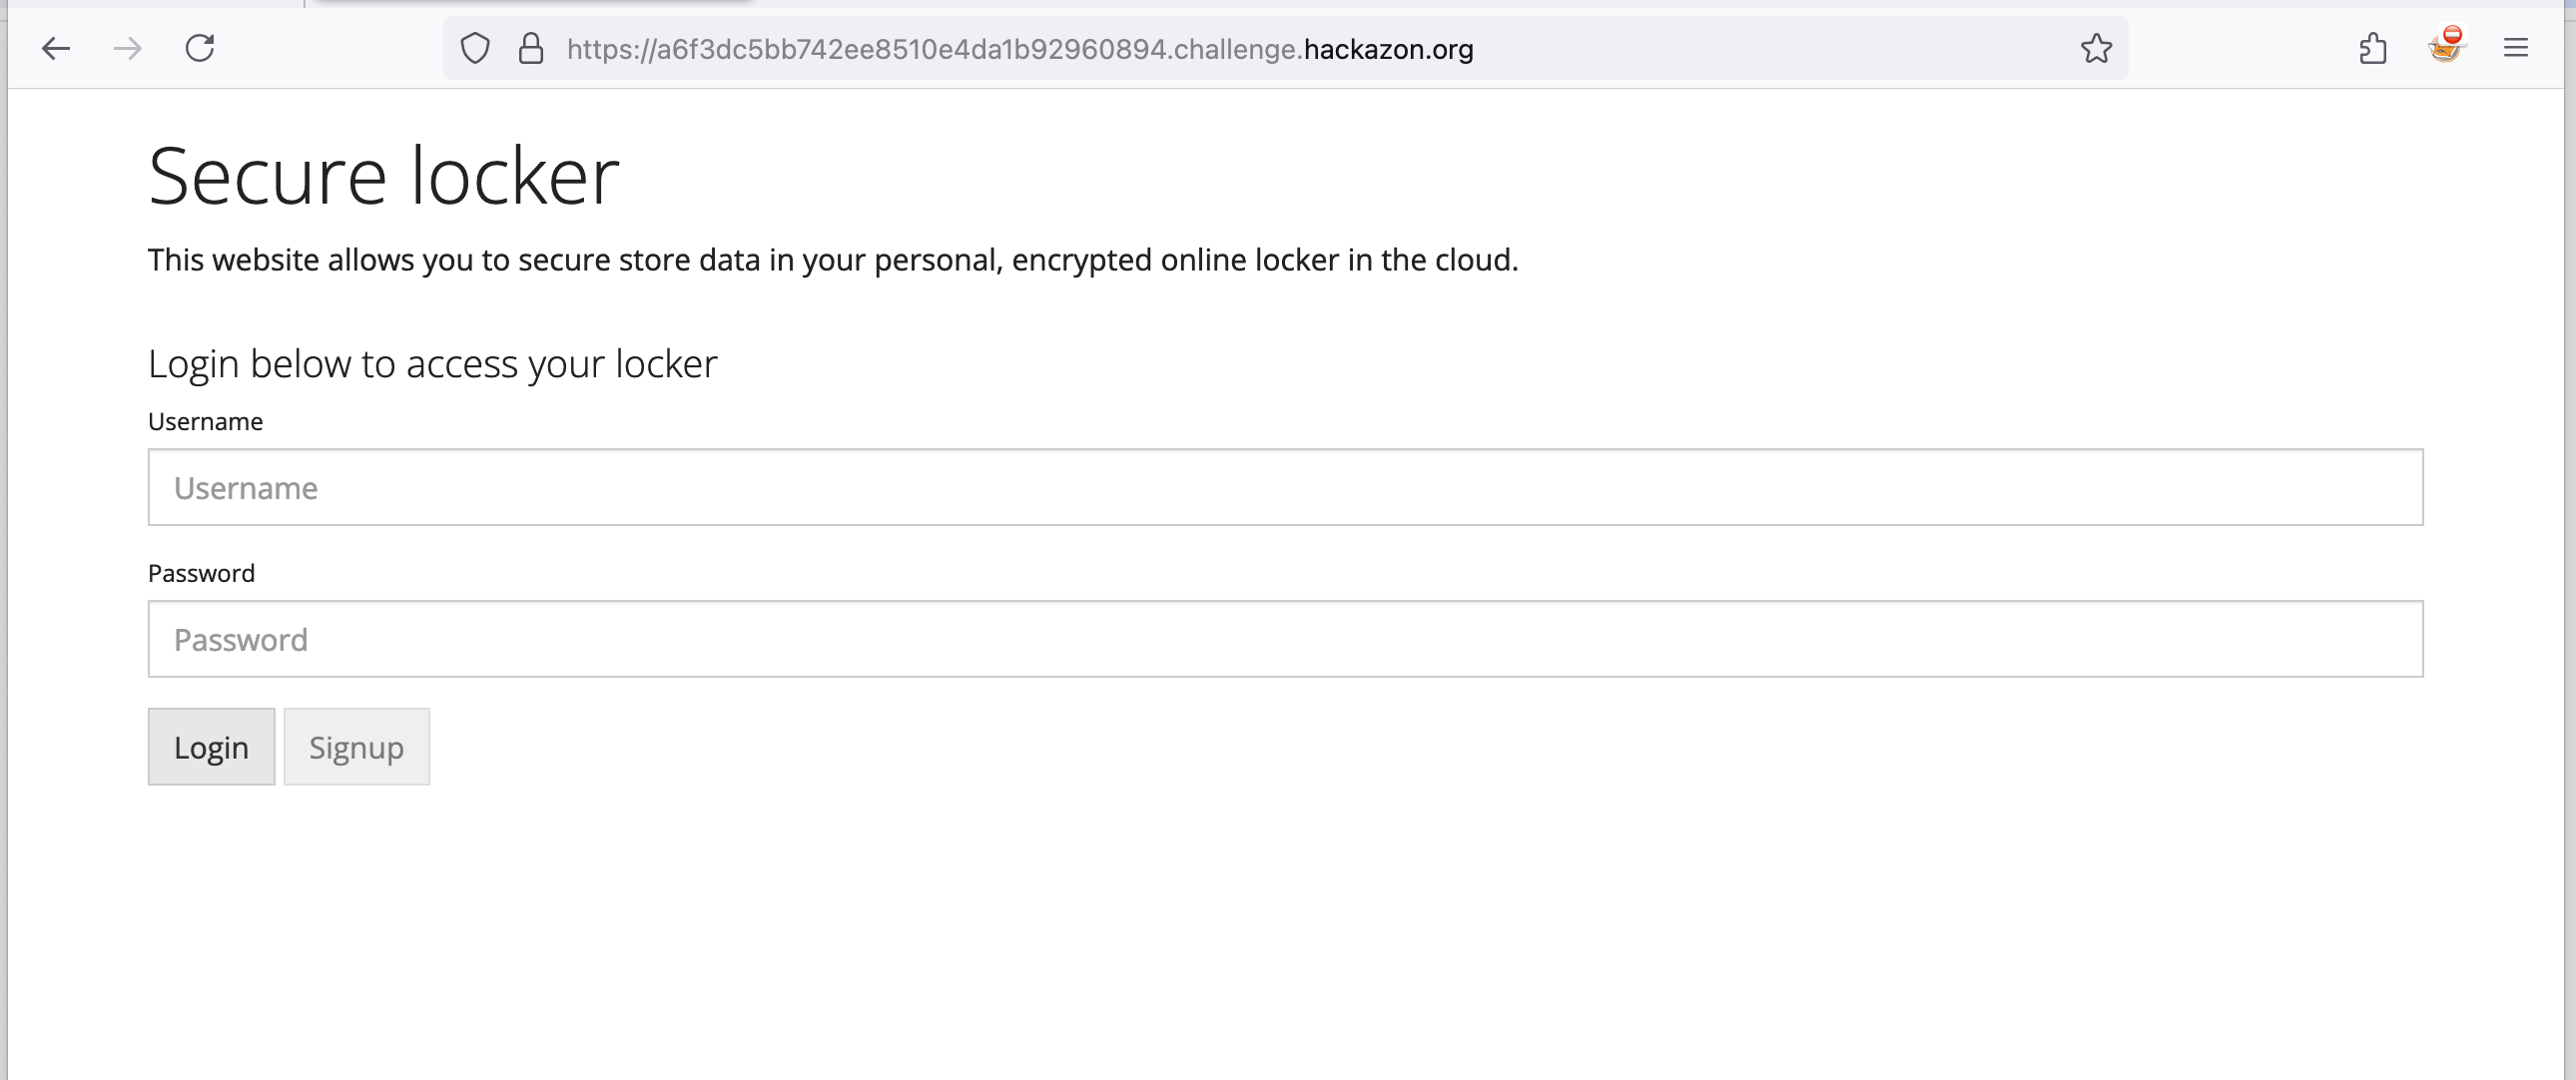 https://a6f3dc5bb742ee8510e4da1b92960894.challenge.hackazon.org
Secure locker
This website allows you to secure store data in your personal, encrypted online locker in the cloud.
Login below to access your locker
Username
Username
Password
Password
Login Signup